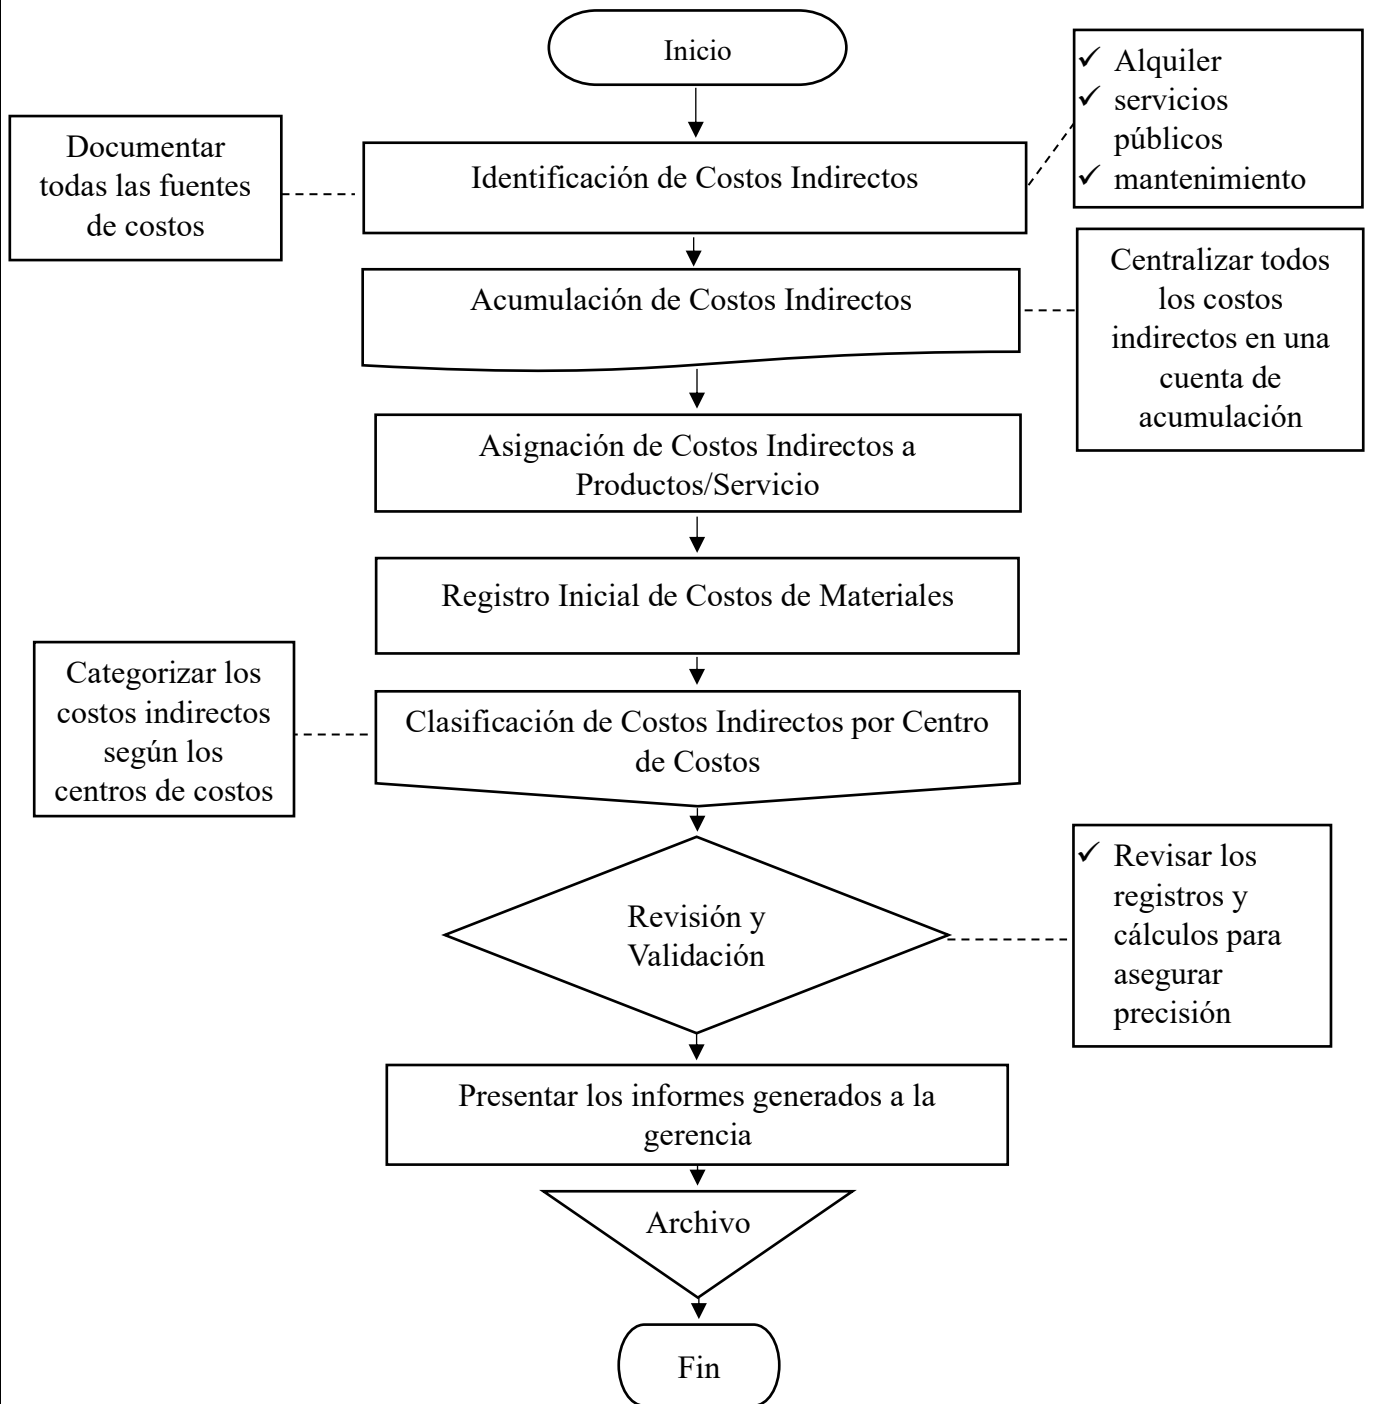 Inicio
✓ Alquiler
✓ servicios
públicos
✓ mantenimiento
Documentar
todas las fuentes
de costos
Identificación de Costos Indirectos
Acumulación de Costos Indirectos
Centralizar todos
los costos
indirectos en una
cuenta de
acumulación
Asignación de Costos Indirectos a
Productos/Servicio
Registro Inicial de Costos de Materiales
Categorizar los
costos indirectos
según los
centros de costos
Clasificación de Costos Indirectos por Centro
de Costos
Revisión y
Validación
✓ Revisar los
registros y
cálculos para
asegurar
precisión
Presentar los informes generados a la
gerencia
Archivo
Fin